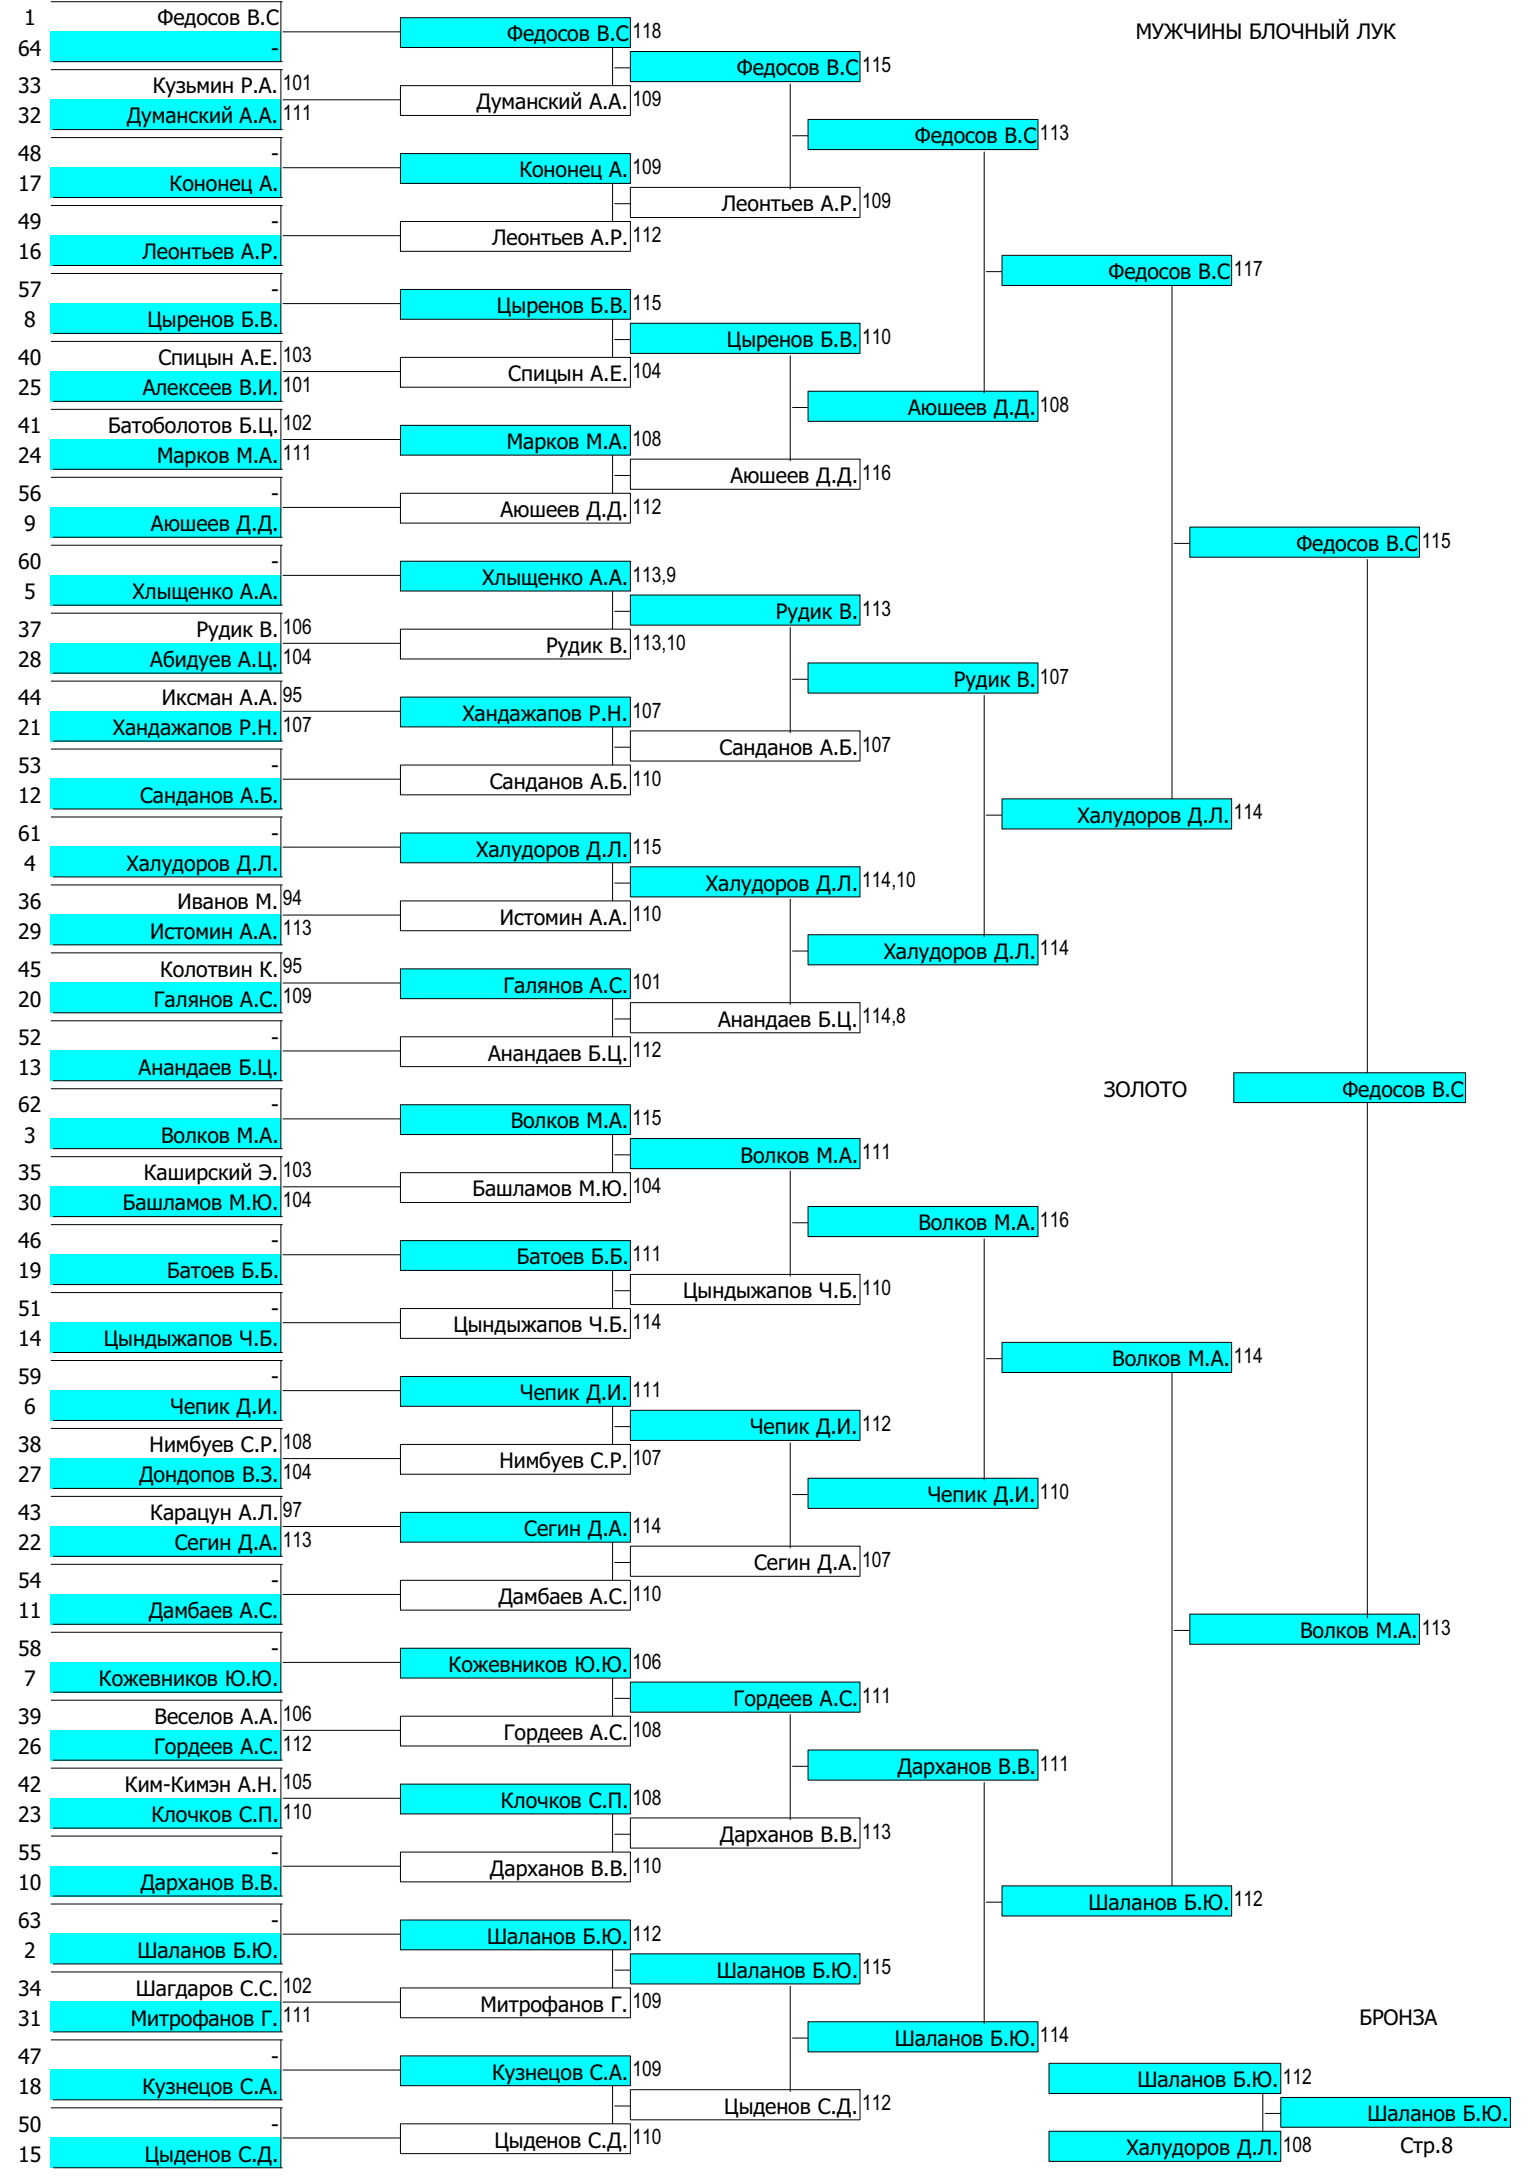 МУЖЧИНЫ БЛОЧНЫЙ ЛУК
1 Федосов В.С
64 -
33 Кузьмин Р.А. 101
32 Думанский А.А. 111
48 -
17 Кононец А.
49 -
16 Леонтьев А.Р.
57 -
8 Цыренов Б.В.
40 Спицын А.Е. 103
25 Алексеев В.И. 101
41 Батоболотов Б.Ц. 102
24 Марков М.А. 111
56 -
9 Аюшеев Д.Д.
60 -
5 Хлыщенко А.А.
37 Рудик В. 106
28 Абидуев А.Ц. 104
44 Иксман А.А. 95
21 Хандажапов Р.Н. 107
53 -
12 Санданов А.Б.
61 -
4 Халудоров Д.Л.
36 Иванов М. 94
29 Истомин А.А. 113
45 Колотвин К. 95
20 Галянов А.С. 109
52 -
13 Анандаев Б.Ц.
62 -
3 Волков М.А.
35 Каширский Э. 103
30 Башламов М.Ю. 104
46 -
19 Батоев Б.Б.
51 -
14 Цындыжапов Ч.Б.
59 -
6 Чепик Д.И.
38 Нимбуев С.Р. 108
27 Дондопов В.З. 104
43 Карацун А.Л. 97
22 Сегин Д.А. 113
54 -
11 Дамбаев А.С.
58 -
7 Кожевников Ю.Ю.
39 Веселов А.А. 106
26 Гордеев А.С. 112
42 Ким-Кимэн А.Н. 105
23 Клочков С.П. 110
55 -
10 Дарханов В.В.
63 -
2 Шаланов Б.Ю.
34 Шагдаров С.С. 102
31 Митрофанов Г. 111
47 -
18 Кузнецов С.А.
50 -
15 Цыденов С.Д.
Федосов В.С 118
Думанский А.А. 109
Кононец А. 109
Леонтьев А.Р. 112
Цыренов Б.В. 115
Спицын А.Е. 104
Марков М.А. 108
Аюшеев Д.Д. 112
Хлыщенко А.А. 113,9
Рудик В. 113,10
Хандажапов Р.Н. 107
Санданов А.Б. 110
Халудоров Д.Л. 115
Истомин А.А. 110
Галянов А.С. 101
Анандаев Б.Ц. 112
Волков М.А. 115
Башламов М.Ю. 104
Батоев Б.Б. 111
Цындыжапов Ч.Б. 114
Чепик Д.И. 111
Нимбуев С.Р. 107
Сегин Д.А. 114
Дамбаев А.С. 110
Кожевников Ю.Ю. 106
Гордеев А.С. 108
Клочков С.П. 108
Дарханов В.В. 110
Шаланов Б.Ю. 112
Митрофанов Г. 109
Кузнецов С.А. 109
Цыденов С.Д. 110
Федосов В.С 115
Леонтьев А.Р. 109
Цыренов Б.В. 110
Аюшеев Д.Д. 116
Рудик В. 113
Санданов А.Б. 107
Халудоров Д.Л. 114,10
Анандаев Б.Ц. 114,8
Волков М.А. 111
Цындыжапов Ч.Б. 110
Чепик Д.И. 112
Сегин Д.А. 107
Гордеев А.С. 111
Дарханов В.В. 113
Шаланов Б.Ю. 115
Цыденов С.Д. 112
Федосов В.С 113
Аюшеев Д.Д. 108
Рудик В. 107
Халудоров Д.Л. 114
Волков М.А. 116
Чепик Д.И. 110
Дарханов В.В. 111
Шаланов Б.Ю. 114
Федосов В.С 117
Халудоров Д.Л. 114
Волков М.А. 114
Шаланов Б.Ю. 112
Федосов В.С 115
Волков М.А. 113
ЗОЛОТО Федосов В.С
БРОНЗА
Шаланов Б.Ю. 112
Шаланов Б.Ю.
Халудоров Д.Л. 108
Стр.8